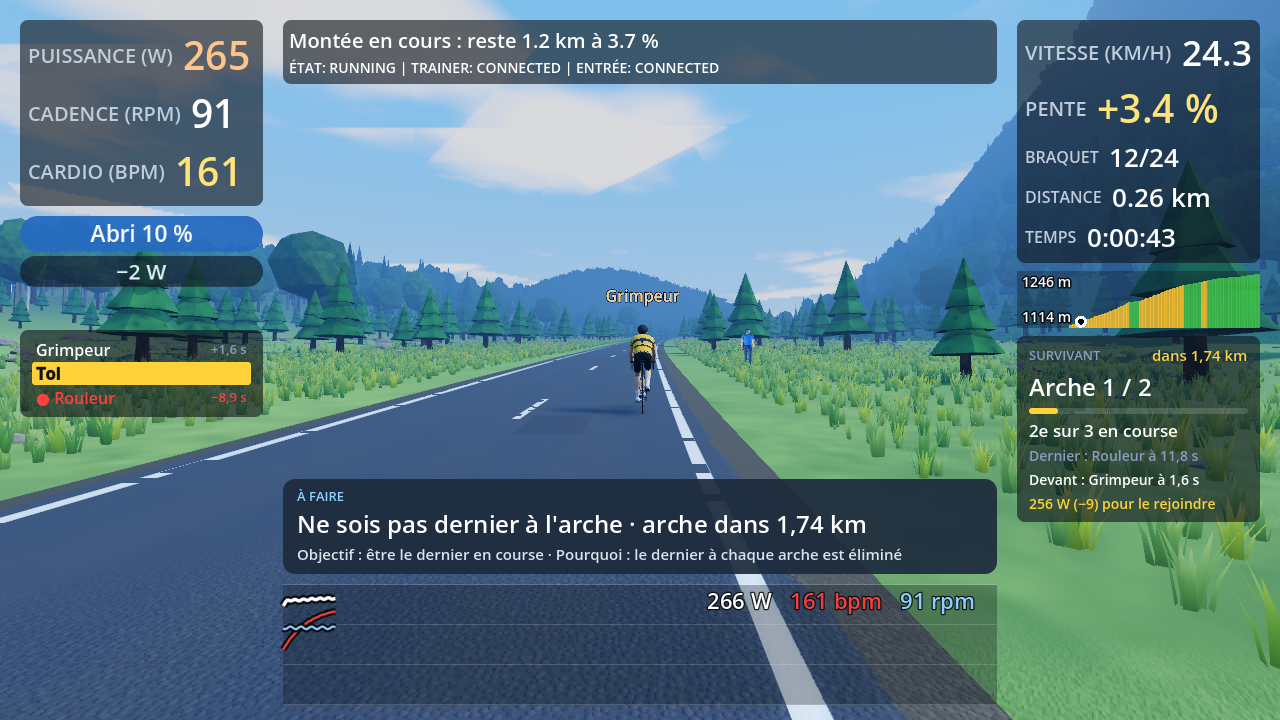 PUISSANCE (W) 265
CADENCE (RPM) 91
CARDIO (BPM) 161
Abri 10 %
−2 W
Grimpeur +1,6 s
Toi
Rouleur −8,9 s
Montée en cours : reste 1.2 km à 3.7 %
ÉTAT: RUNNING | TRAINER: CONNECTED | ENTRÉE: CONNECTED
Grimpeur
VITESSE (KM/H) 24.3
PENTE +3.4 %
BRAQUET 12/24
DISTANCE 0.26 km
TEMPS 0:00:43
1246 m
1114 m
SURVIVANT dans 1,74 km
Arche 1 / 2
2e sur 3 en course
Dernier : Rouleur à 11,8 s
Devant : Grimpeur à 1,6 s
256 W (−9) pour le rejoindre
À FAIRE
Ne sois pas dernier à l'arche · arche dans 1,74 km
Objectif : être le dernier en course · Pourquoi : le dernier à chaque arche est éliminé
266 W 161 bpm 91 rpm